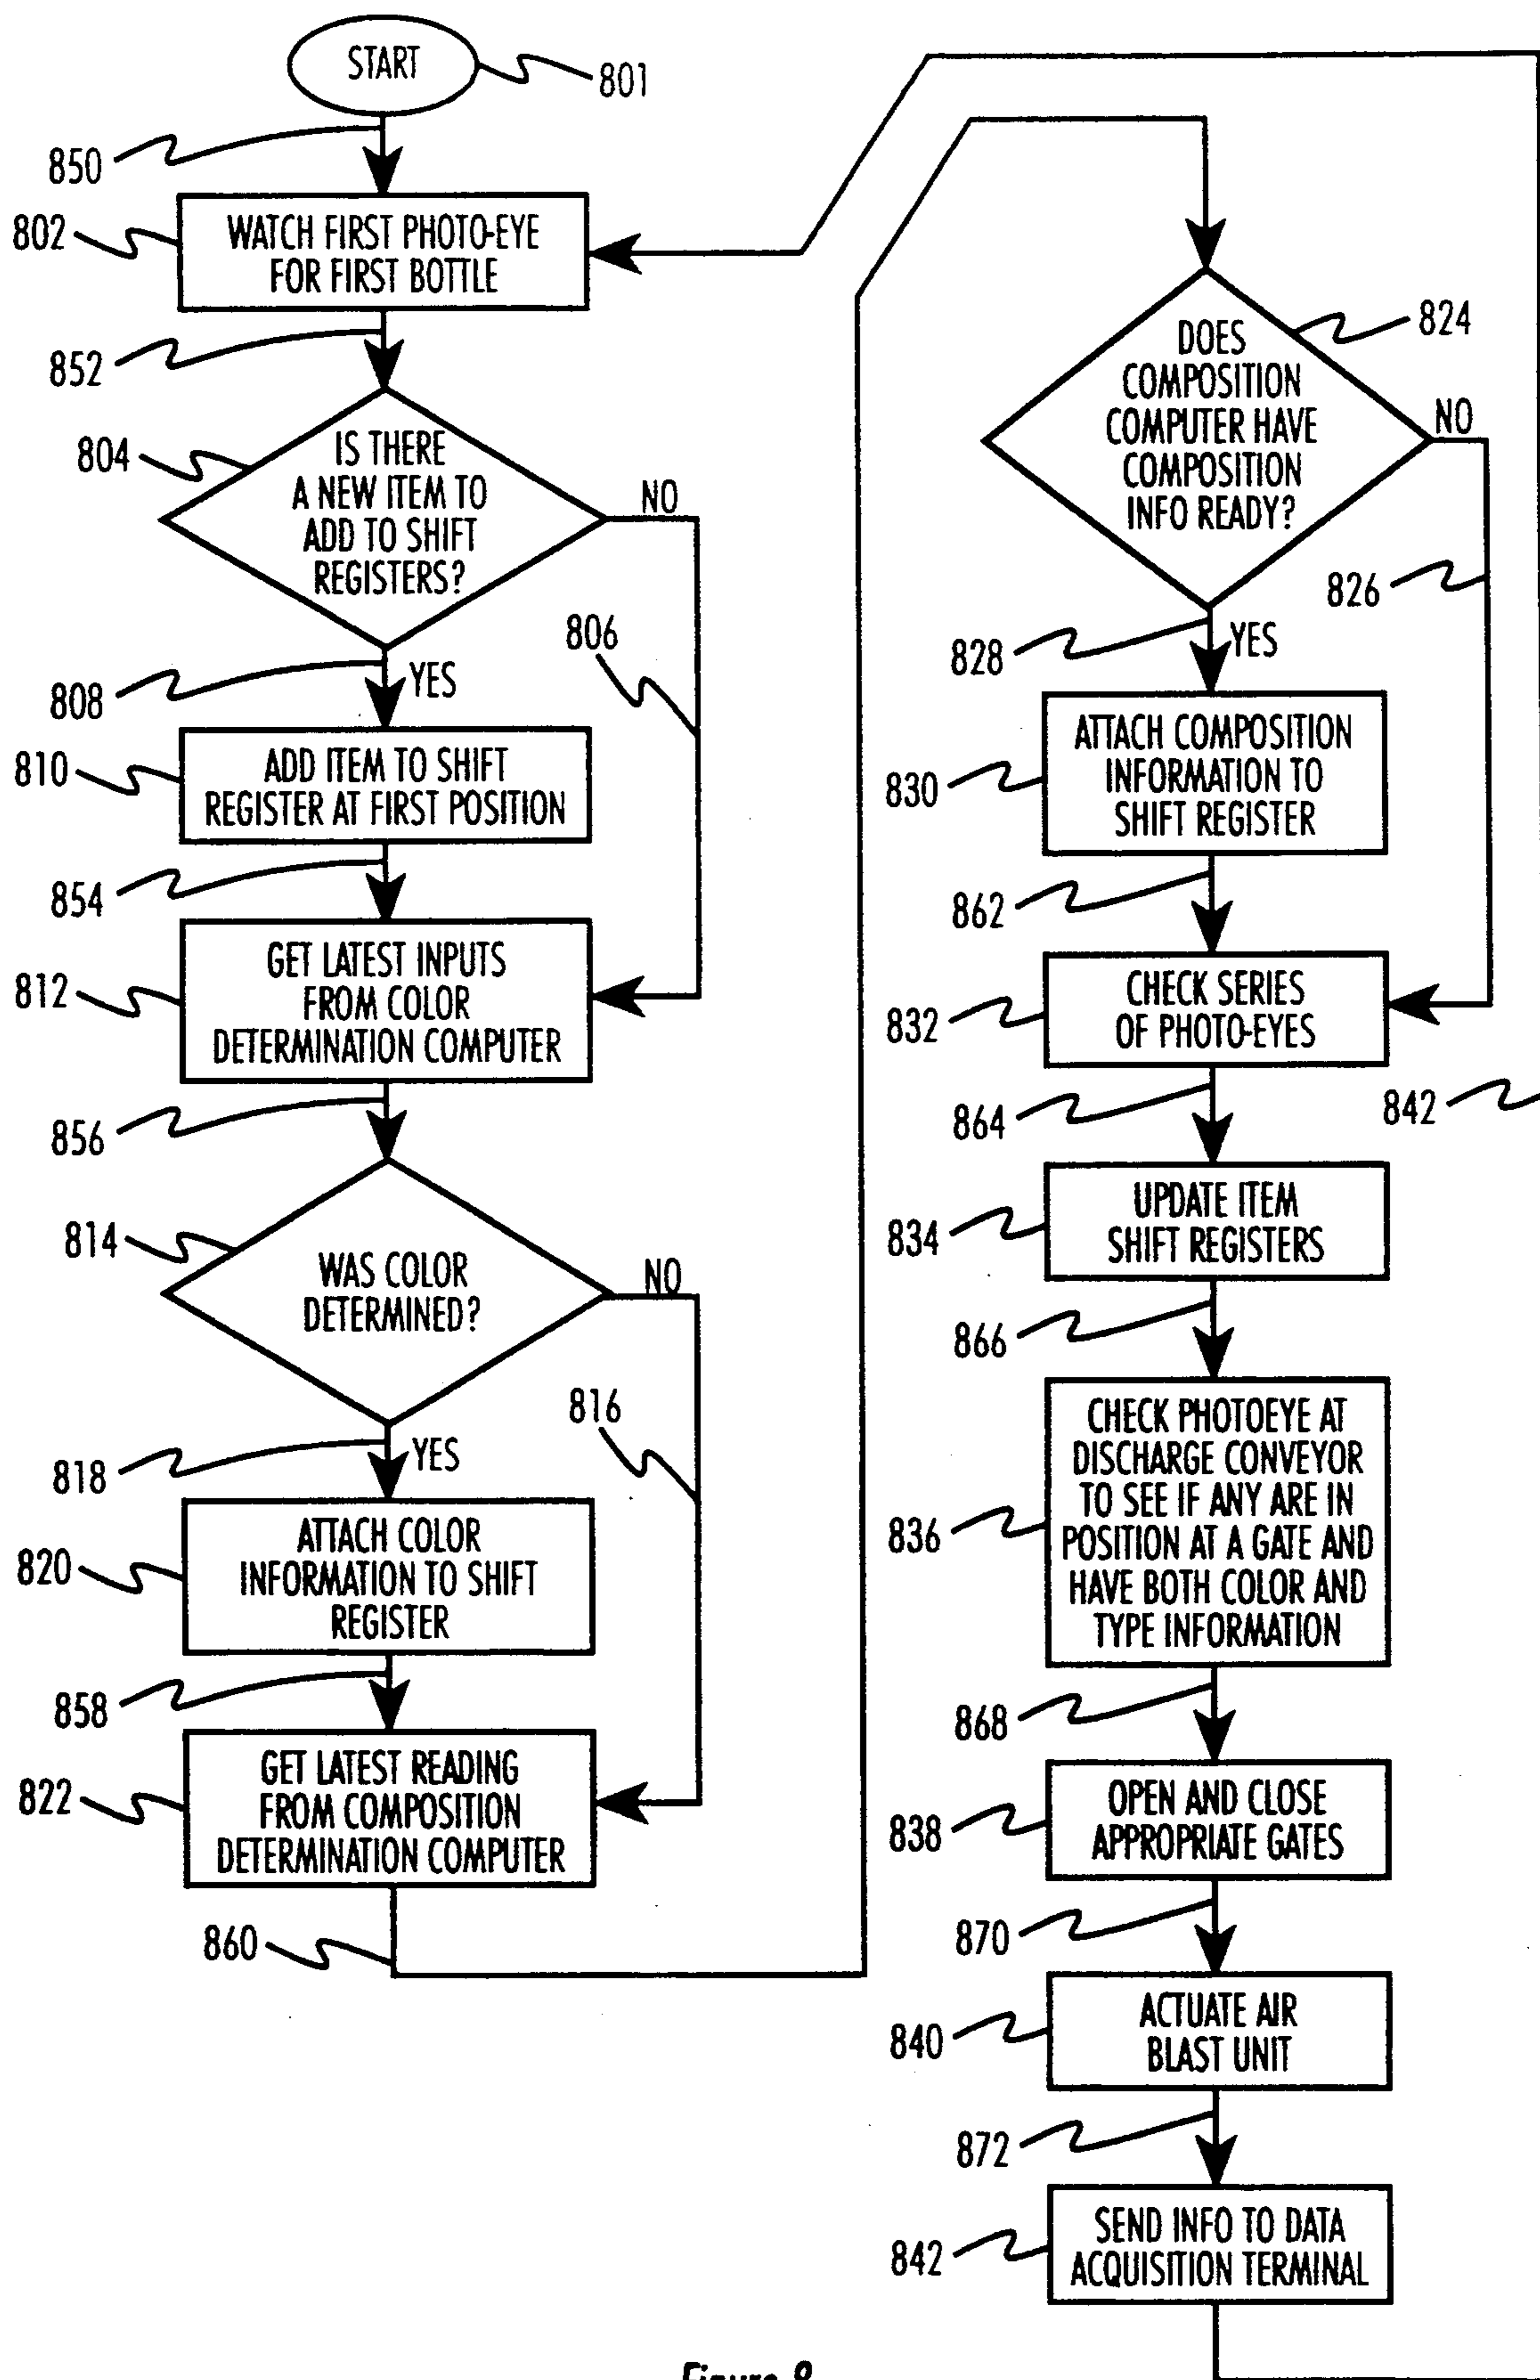 START
801
850
802
WATCH FIRST PHOTO-EYE
FOR FIRST BOTTLE
852
804
IS THERE
A NEW ITEM TO
ADD TO SHIFT
REGISTERS?
NO
806
808
YES
810
ADD ITEM TO SHIFT
REGISTER AT FIRST POSITION
854
812
GET LATEST INPUTS
FROM COLOR
DETERMINATION COMPUTER
856
814
WAS COLOR
DETERMINED?
NO
816
818
YES
820
ATTACH COLOR
INFORMATION TO SHIFT
REGISTER
858
822
GET LATEST READING
FROM COMPOSITION
DETERMINATION COMPUTER
860
824
DOES
COMPOSITION
COMPUTER HAVE
COMPOSITION
INFO READY?
NO
826
828
YES
830
ATTACH COMPOSITION
INFORMATION TO
SHIFT REGISTER
862
832
CHECK SERIES
OF PHOTO-EYES
864
842
834
UPDATE ITEM
SHIFT REGISTERS
866
836
CHECK PHOTOEYE AT
DISCHARGE CONVEYOR
TO SEE IF ANY ARE IN
POSITION AT A GATE AND
HAVE BOTH COLOR AND
TYPE INFORMATION
868
838
OPEN AND CLOSE
APPROPRIATE GATES
870
840
ACTUATE AIR
BLAST UNIT
872
842
SEND INFO TO DATA
ACQUISITION TERMINAL
Figure 8